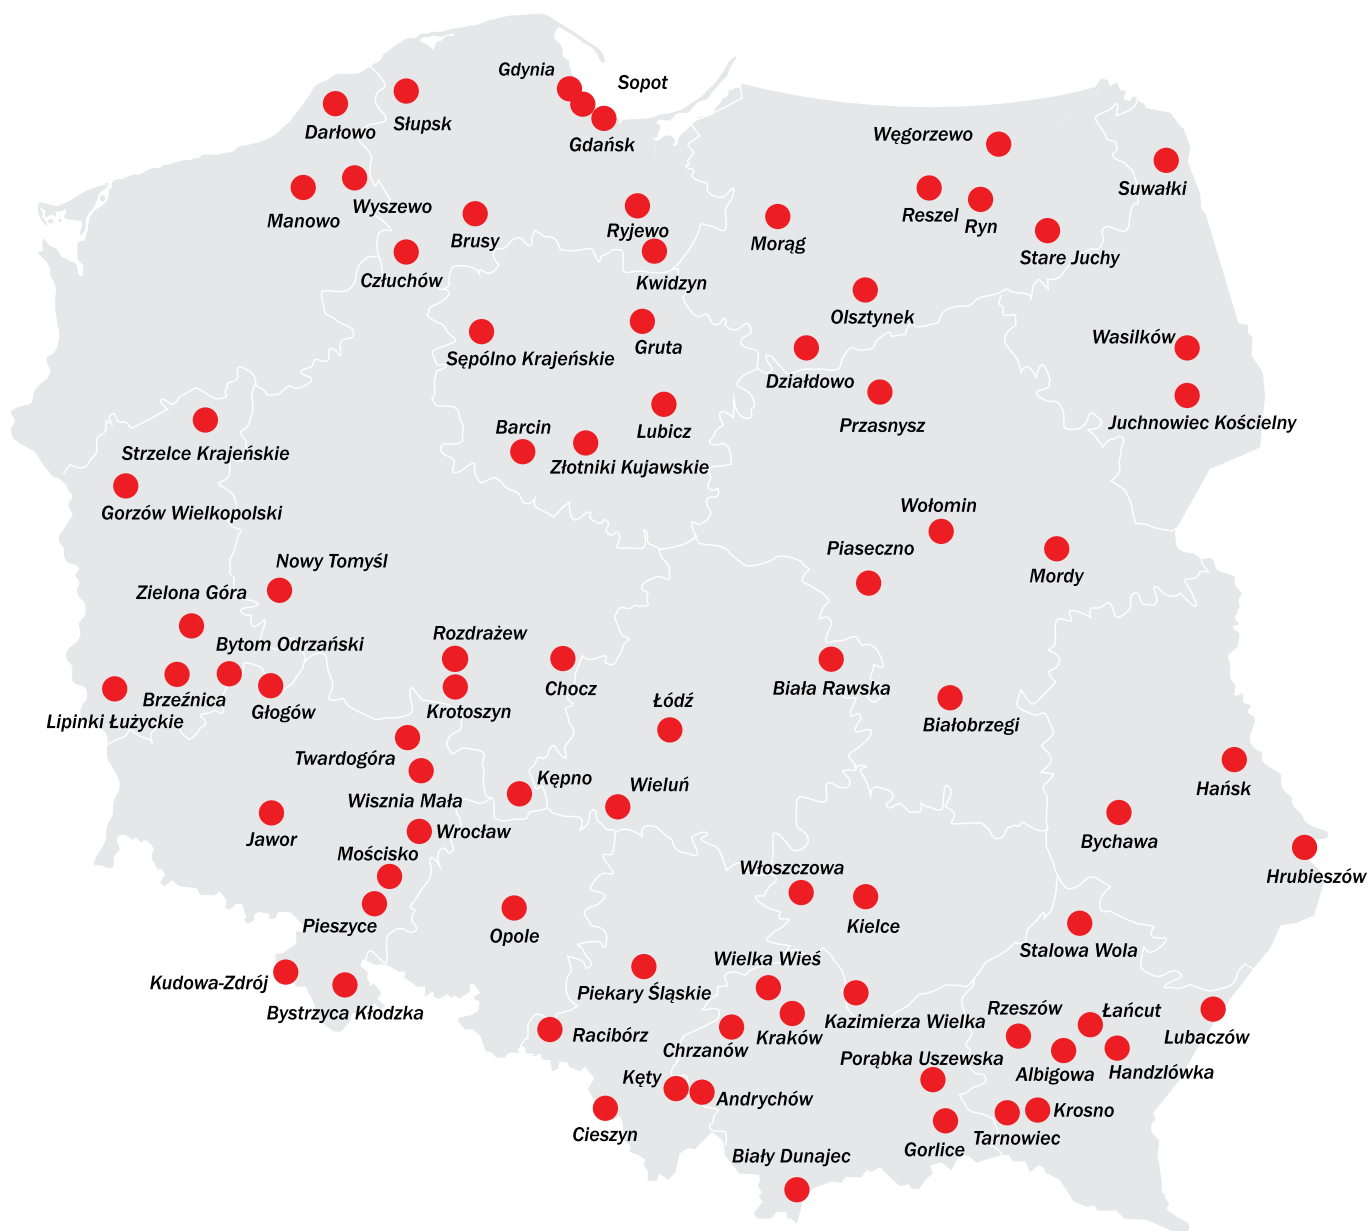 Gdynia
Sopot
Darłowo
Słupsk
Gdańsk
Węgorzewo
Suwałki
Manowo
Wyszewo
Brusy
Ryjewo
Morąg
Reszel
Ryn
Stare Juchy
Człuchów
Kwidzyn
Olsztynek
Wasilków
Sępólno Krajeńskie
Gruta
Działdowo
Przasnysz
Juchnowiec Kościelny
Strzelce Krajeńskie
Barcin
Lubicz
Złotniki Kujawskie
Gorzów Wielkopolski
Wołomin
Piaseczno
Mordy
Nowy Tomyśl
Zielona Góra
Bytom Odrzański
Rozdrażew
Chocz
Biała Rawska
Brzeźnica
Lipinki Łużyckie
Głogów
Krotoszyn
Łódź
Białobrzegi
Twardogóra
Wisznia Mała
Kępno
Wieluń
Hańsk
Jawor
Wrocław
Bychawa
Mościsko
Włoszczowa
Hrubieszów
Pieszyce
Opole
Kielce
Stalowa Wola
Kudowa-Zdrój
Bystrzyca Kłodzka
Piekary Śląskie
Wielka Wieś
Kazimierza Wielka
Rzeszów
Łańcut
Lubaczów
Racibórz
Chrzanów
Kraków
Porąbka Uszewska
Albigowa
Handzlówka
Kęty
Andrychów
Krosno
Cieszyn
Gorlice
Tarnowiec
Biały Dunajec